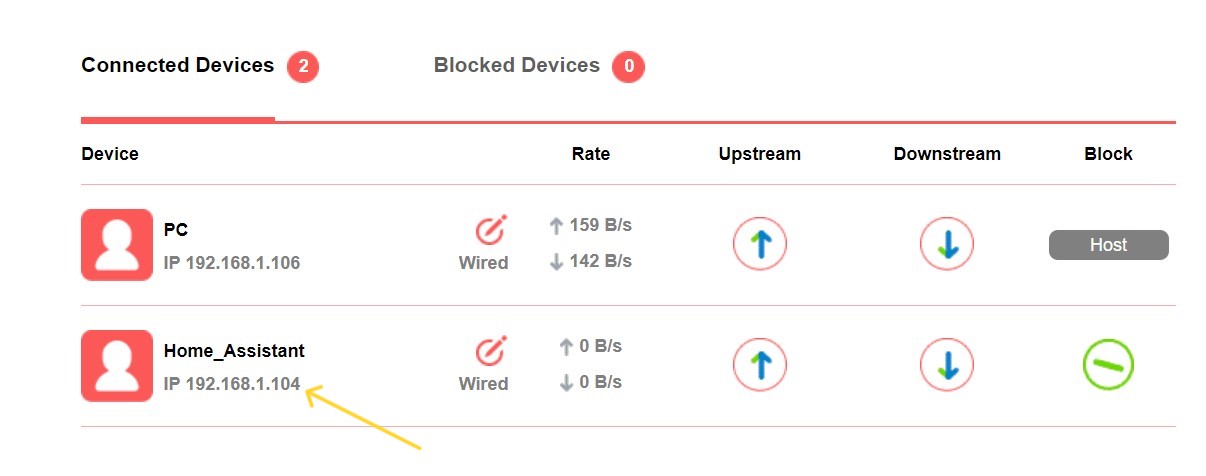 Connected Devices 2 Blocked Devices 0
Device Rate Upstream Downstream Block
PC
IP 192.168.1.106
Wired
159 B/s
142 B/s
Host
Home_Assistant
IP 192.168.1.104
Wired
0 B/s
0 B/s